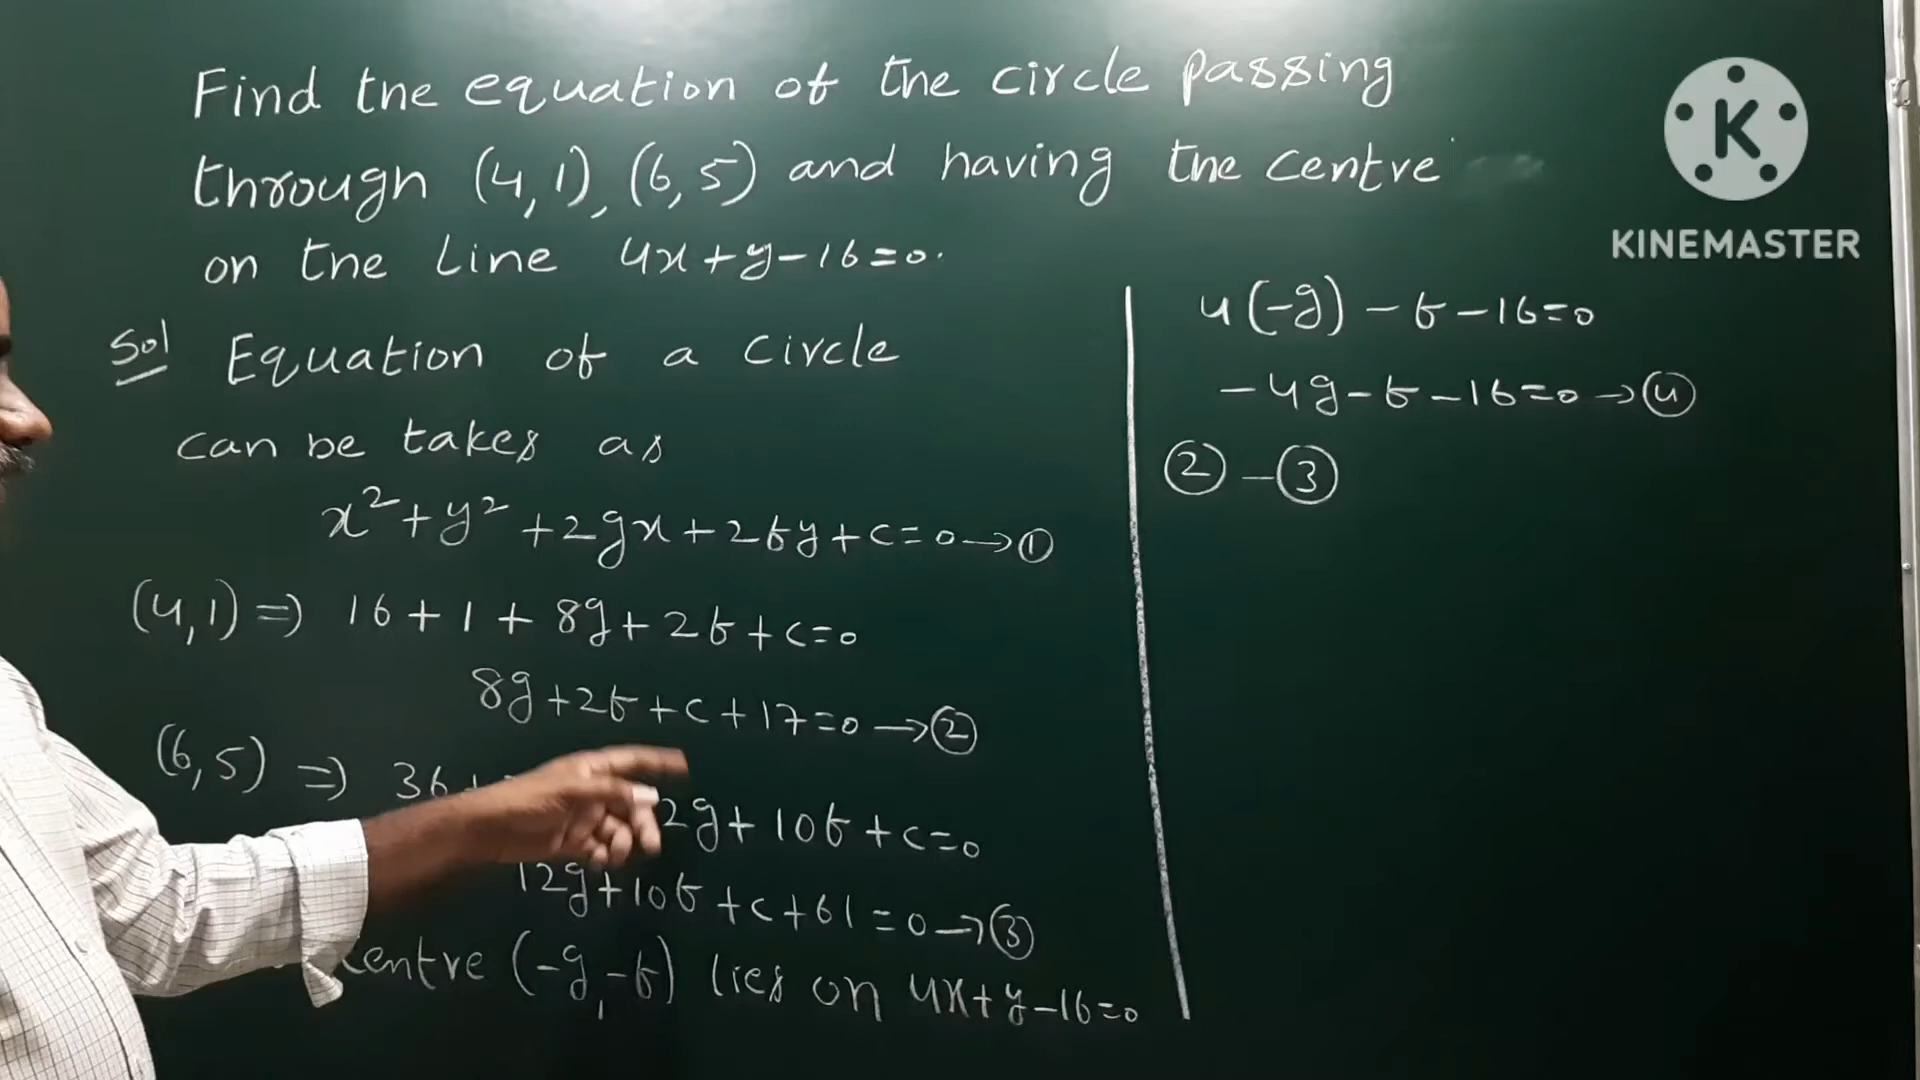 Find the equation of the circle passing
through (4,1), (6,5) and having the centre
on the line 4x+y-16=0.
Sol Equation of a circle
can be takes as
x²+y²+2gx+2fy+c=0→①
(4,1)⇒ 16+1+8g+2f+c=0
8g+2f+c+17=0→②
(6,5) ⇒ 36+ 2g+10f+c=0
12g+10f+c+61=0→③
centre (-g,-f) lies on 4x+y-16=0
4(-g)-f-16=0
-4g-f-16=0→④
②-③
K
KINEMASTER